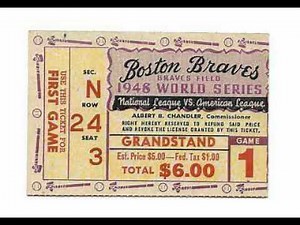 USE THIS TICKET FOR
FIRST GAME
SEC.
N
ROW
24
SEAT
3
Boston Braves
BRAVES FIELD
1948 WORLD SERIES
National League VS. American League
ALBERT B. CHANDLER, Commissioner
RIGHT HEREBY RESERVED TO REFUND SAID PRICE
AND REVOKE THE LICENSE GRANTED BY THIS TICKET.
GRANDSTAND
Est. Price $5.00—Fed. Tax $1.00
TOTAL $6.00
GAME
1